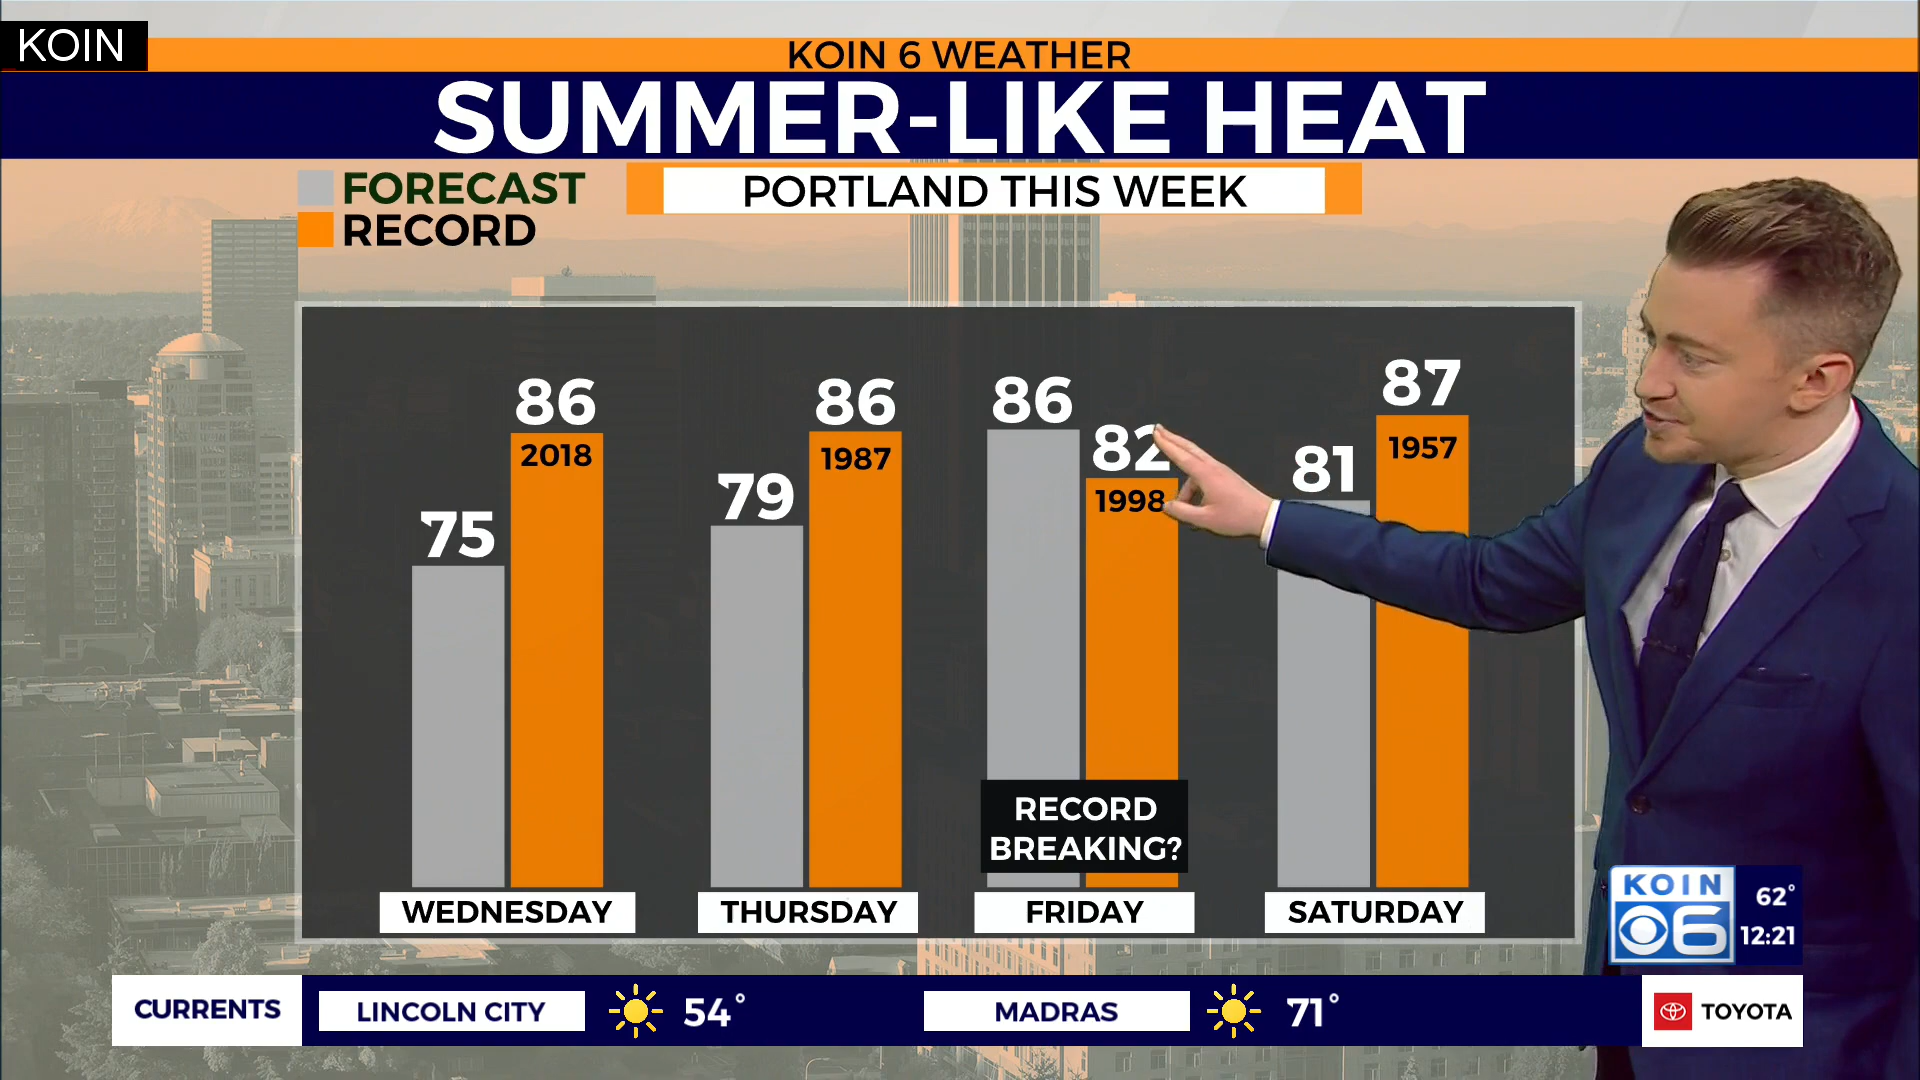 KOIN
KOIN 6 WEATHER
SUMMER-LIKE HEAT
FORECAST
RECORD
PORTLAND THIS WEEK
75
86
2018
WEDNESDAY
79
86
1987
THURSDAY
86
82
1998
RECORD
BREAKING?
FRIDAY
81
87
1957
SATURDAY
KOIN
6
62°
12:21
CURRENTS
LINCOLN CITY
54°
MADRAS
71°
TOYOTA